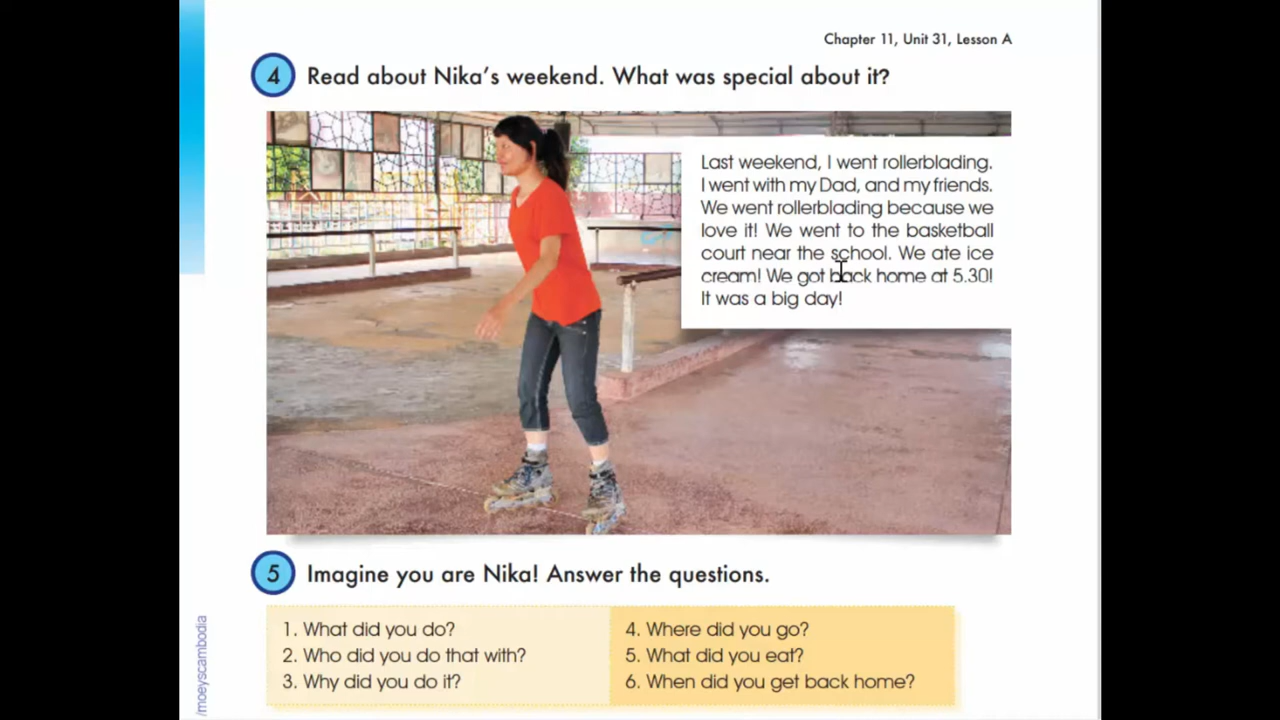 Chapter 11, Unit 31, Lesson A
4 Read about Nika's weekend. What was special about it?
Last weekend, I went rollerblading.
I went with my Dad, and my friends.
We went rollerblading because we
love it! We went to the basketball
court near the school. We ate ice
cream! We got back home at 5.30!
It was a big day!
5 Imagine you are Nika! Answer the questions.
1. What did you do?
2. Who did you do that with?
3. Why did you do it?
4. Where did you go?
5. What did you eat?
6. When did you get back home?
/moeyscambodia